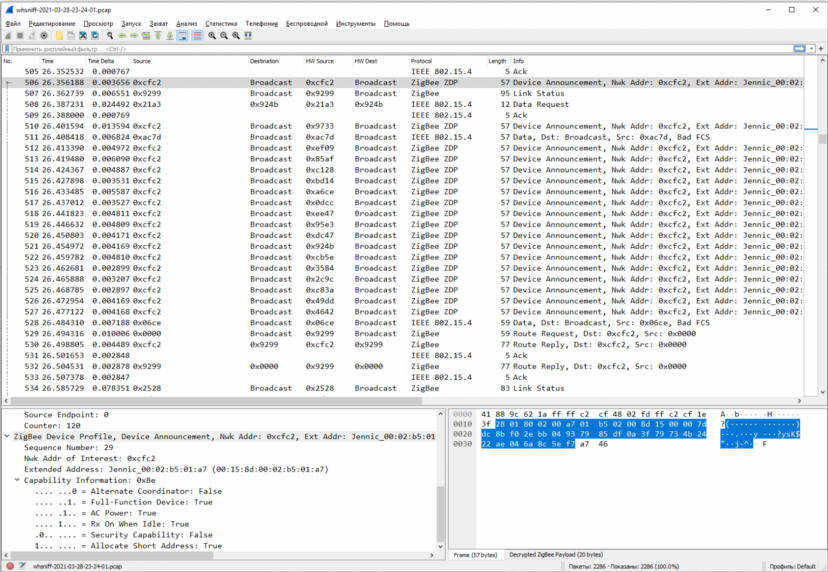 whsniff-2021-03-28-23-24-01.pcap
Файл Редактирование Просмотр Запуск Захват Анализ Статистика Телефония Беспроводной Инструменты Помощь
Применить дисплейный фильтр ... <Ctrl-/>
No. Time Time Delta Source Destination HW Source HW Dest Protocol Length Info
505 26.352532 0.000767 IEEE 802.15.4 5 Ack
506 26.356188 0.003656 0xcfc2 Broadcast 0xcfc2 Broadcast ZigBee ZDP 57 Device Announcement, Nwk Addr: 0xcfc2, Ext Addr: Jennic_00:02:
507 26.362739 0.006551 0x9299 Broadcast 0x9299 Broadcast ZigBee 95 Link Status
508 26.387231 0.024492 0x21a3 0x924b 0x21a3 0x924b IEEE 802.15.4 12 Data Request
509 26.388000 0.000769 IEEE 802.15.4 5 Ack
510 26.401594 0.013594 0xcfc2 Broadcast 0x9733 Broadcast ZigBee ZDP 57 Device Announcement, Nwk Addr: 0xcfc2, Ext Addr: Jennic_00:02:
511 26.408418 0.006824 0xac7d Broadcast 0xac7d Broadcast IEEE 802.15.4 57 Data, Dst: Broadcast, Src: 0xac7d, Bad FCS
512 26.413390 0.004972 0xcfc2 Broadcast 0xef09 Broadcast ZigBee ZDP 57 Device Announcement, Nwk Addr: 0xcfc2, Ext Addr: Jennic_00:02:
513 26.419480 0.006090 0xcfc2 Broadcast 0x85af Broadcast ZigBee ZDP 57 Device Announcement, Nwk Addr: 0xcfc2, Ext Addr: Jennic_00:02:
514 26.424367 0.004887 0xcfc2 Broadcast 0xc128 Broadcast ZigBee ZDP 57 Device Announcement, Nwk Addr: 0xcfc2, Ext Addr: Jennic_00:02:
515 26.427898 0.003531 0xcfc2 Broadcast 0xbd14 Broadcast ZigBee ZDP 57 Device Announcement, Nwk Addr: 0xcfc2, Ext Addr: Jennic_00:02:
516 26.433485 0.005587 0xcfc2 Broadcast 0xa6ce Broadcast ZigBee ZDP 57 Device Announcement, Nwk Addr: 0xcfc2, Ext Addr: Jennic_00:02:
517 26.437012 0.003527 0xcfc2 Broadcast 0x0dcc Broadcast ZigBee ZDP 57 Device Announcement, Nwk Addr: 0xcfc2, Ext Addr: Jennic_00:02:
518 26.441823 0.004811 0xcfc2 Broadcast 0xee47 Broadcast ZigBee ZDP 57 Device Announcement, Nwk Addr: 0xcfc2, Ext Addr: Jennic_00:02:
519 26.446632 0.004809 0xcfc2 Broadcast 0x95e3 Broadcast ZigBee ZDP 57 Device Announcement, Nwk Addr: 0xcfc2, Ext Addr: Jennic_00:02:
520 26.450803 0.004171 0xcfc2 Broadcast 0xdc47 Broadcast ZigBee ZDP 57 Device Announcement, Nwk Addr: 0xcfc2, Ext Addr: Jennic_00:02:
521 26.454972 0.004169 0xcfc2 Broadcast 0x924b Broadcast ZigBee ZDP 57 Device Announcement, Nwk Addr: 0xcfc2, Ext Addr: Jennic_00:02:
522 26.459782 0.004810 0xcfc2 Broadcast 0xcb5e Broadcast ZigBee ZDP 57 Device Announcement, Nwk Addr: 0xcfc2, Ext Addr: Jennic_00:02:
523 26.462681 0.002899 0xcfc2 Broadcast 0x3584 Broadcast ZigBee ZDP 57 Device Announcement, Nwk Addr: 0xcfc2, Ext Addr: Jennic_00:02:
524 26.465888 0.003207 0xcfc2 Broadcast 0x2c9c Broadcast ZigBee ZDP 57 Device Announcement, Nwk Addr: 0xcfc2, Ext Addr: Jennic_00:02:
525 26.468785 0.002897 0xcfc2 Broadcast 0xc83a Broadcast ZigBee ZDP 57 Device Announcement, Nwk Addr: 0xcfc2, Ext Addr: Jennic_00:02:
526 26.472954 0.004169 0xcfc2 Broadcast 0x49dd Broadcast ZigBee ZDP 57 Device Announcement, Nwk Addr: 0xcfc2, Ext Addr: Jennic_00:02:
527 26.477122 0.004168 0xcfc2 Broadcast 0x4642 Broadcast ZigBee ZDP 57 Device Announcement, Nwk Addr: 0xcfc2, Ext Addr: Jennic_00:02:
528 26.484310 0.007188 0x06ce Broadcast 0x06ce Broadcast IEEE 802.15.4 59 Data, Dst: Broadcast, Src: 0x06ce, Bad FCS
529 26.494316 0.010006 0x0000 Broadcast 0x9299 Broadcast ZigBee 59 Route Request, Dst: 0xcfc2, Src: 0x0000
530 26.498805 0.004489 0xcfc2 0x9299 0xcfc2 0x9299 ZigBee 77 Route Reply, Dst: 0xcfc2, Src: 0x0000
531 26.501653 0.002848 IEEE 802.15.4 5 Ack
532 26.504531 0.002878 0x9299 0x0000 0x9299 0x0000 ZigBee 83 Route Reply, Dst: 0xcfc2, Src: 0x0000
533 26.507378 0.002847 IEEE 802.15.4 5 Ack
534 26.585729 0.078351 0x2528 Broadcast 0x2528 Broadcast ZigBee 83 Link Status
Source Endpoint: 0
Counter: 120
ZigBee Device Profile, Device Announcement, Nwk Addr: 0xcfc2, Ext Addr: Jennic_00:02:b5:01
Sequence Number: 29
Nwk Addr of Interest: 0xcfc2
Extended Address: Jennic_00:02:b5:01:a7 (00:15:8d:00:02:b5:01:a7)
Capability Information: 0x8e
.... ...0 = Alternate Coordinator: False
.... ..1. = Full-Function Device: True
.... .1.. = AC Power: True
.... 1... = Rx On When Idle: True
.0.. .... = Security Capability: False
1... .... = Allocate Short Address: True
0000 41 88 9c 62 1a ff ff c2 cf 48 02 fd ff c2 cf 1e A··b···· ·H······
0010 3f 28 01 80 02 00 a7 01 b5 02 00 8d 15 00 00 7d ?(······ ·······}
0020 dc 8b f0 2e bb 04 93 79 85 df 0a 3f 79 73 4b 24 ···.···y ···?ysK$
0030 22 ae 04 6a 8c 5e f7 a7 46 "··j·^·· F
Frame (57 bytes) Decrypted ZigBee Payload (20 bytes)
whsniff-2021-03-28-23-24-01.pcap Пакеты: 2286 · Показаны: 2286 (100.0%) Профиль: Default